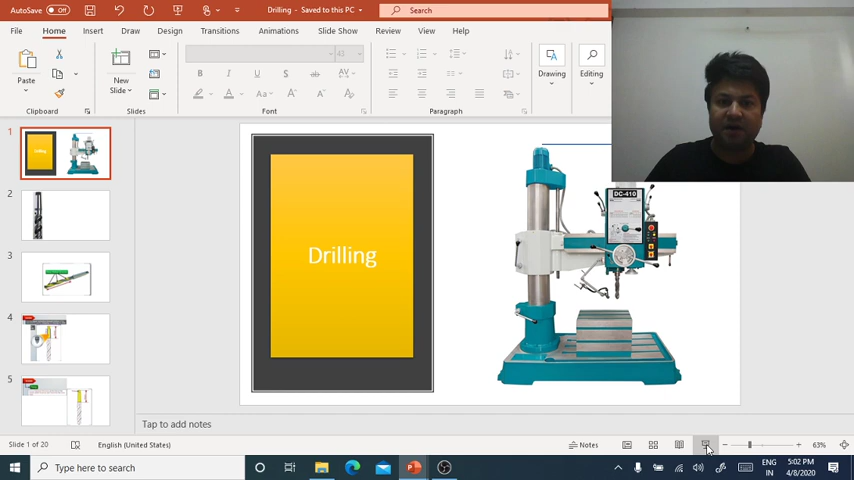 AutoSave Off Drilling - Saved to this PC Search
File Home Insert Draw Design Transitions Animations Slide Show Review View Help
Paste New Slide Drawing Editing
Clipboard Slides Font Paragraph
1
2
3
4
5
Drilling
DC-410
Tap to add notes
Slide 1 of 20 English (United States) Notes 63%
Type here to search ENG IN 5:02 PM 4/8/2020